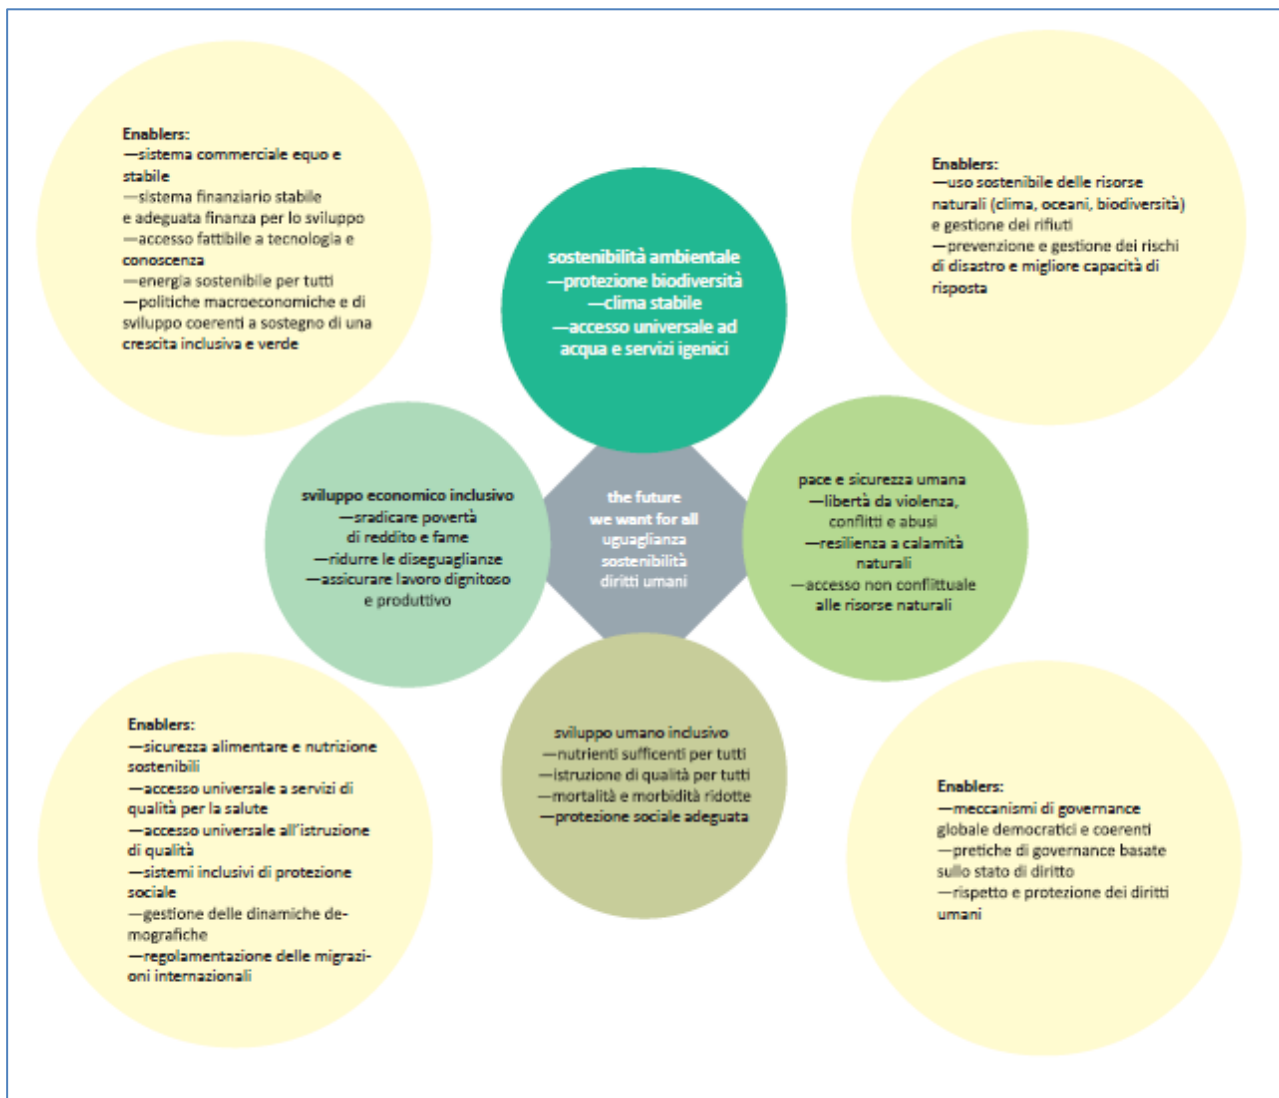 Enablers:
—sistema commerciale equo e
stabile
—sistema finanziario stabile
e adeguata finanza per lo sviluppo
—accesso fattibile a tecnologia e
conoscenza
—energia sostenibile per tutti
—politiche macroeconomiche e di
sviluppo coerenti a sostegno di una
crescita inclusiva e verde
Enablers:
—uso sostenibile delle risorse
naturali (clima, oceani, biodiversità)
e gestione dei rifiuti
—prevenzione e gestione dei rischi
di disastro e migliore capacità di
risposta
sostenibilità ambientale
—protezione biodiversità
—clima stabile
—accesso universale ad
acqua e servizi igenici
sviluppo economico inclusivo
—sradicare povertà
di reddito e fame
—ridurre le diseguaglianze
—assicurare lavoro dignitoso
e produttivo
the future
we want for all
uguaglianza
sostenibilità
diritti umani
pace e sicurezza umana
—libertà da violenza,
conflitti e abusi
—resilienza a calamità
naturali
—accesso non conflittuale
alle risorse naturali
sviluppo umano inclusivo
—nutrienti sufficenti per tutti
—istruzione di qualità per tutti
—mortalità e morbidità ridotte
—protezione sociale adeguata
Enablers:
—sicurezza alimentare e nutrizione
sostenibili
—accesso universale a servizi di
qualità per la salute
—accesso universale all'istruzione
di qualità
—sistemi inclusivi di protezione
sociale
—gestione delle dinamiche de-
mografiche
—regolamentazione delle migrazi-
oni internazionali
Enablers:
—meccanismi di governance
globale democratici e coerenti
—pretiche di governance basate
sullo stato di diritto
—rispetto e protezione dei diritti
umani